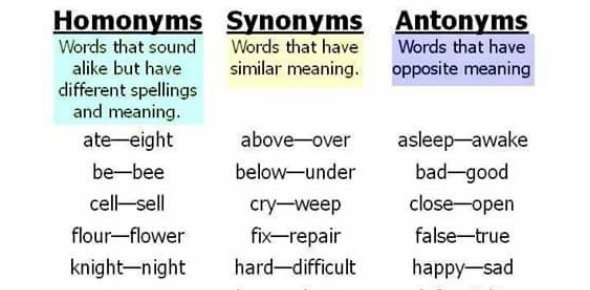 Homonyms Synonyms Antonyms
Words that sound
alike but have
different spellings
and meaning.
Words that have
similar meaning.
Words that have
opposite meaning
ate—eight above—over asleep—awake
be—bee below—under bad—good
cell—sell cry—weep close—open
flour—flower fix—repair false—true
knight—night hard—difficult happy—sad